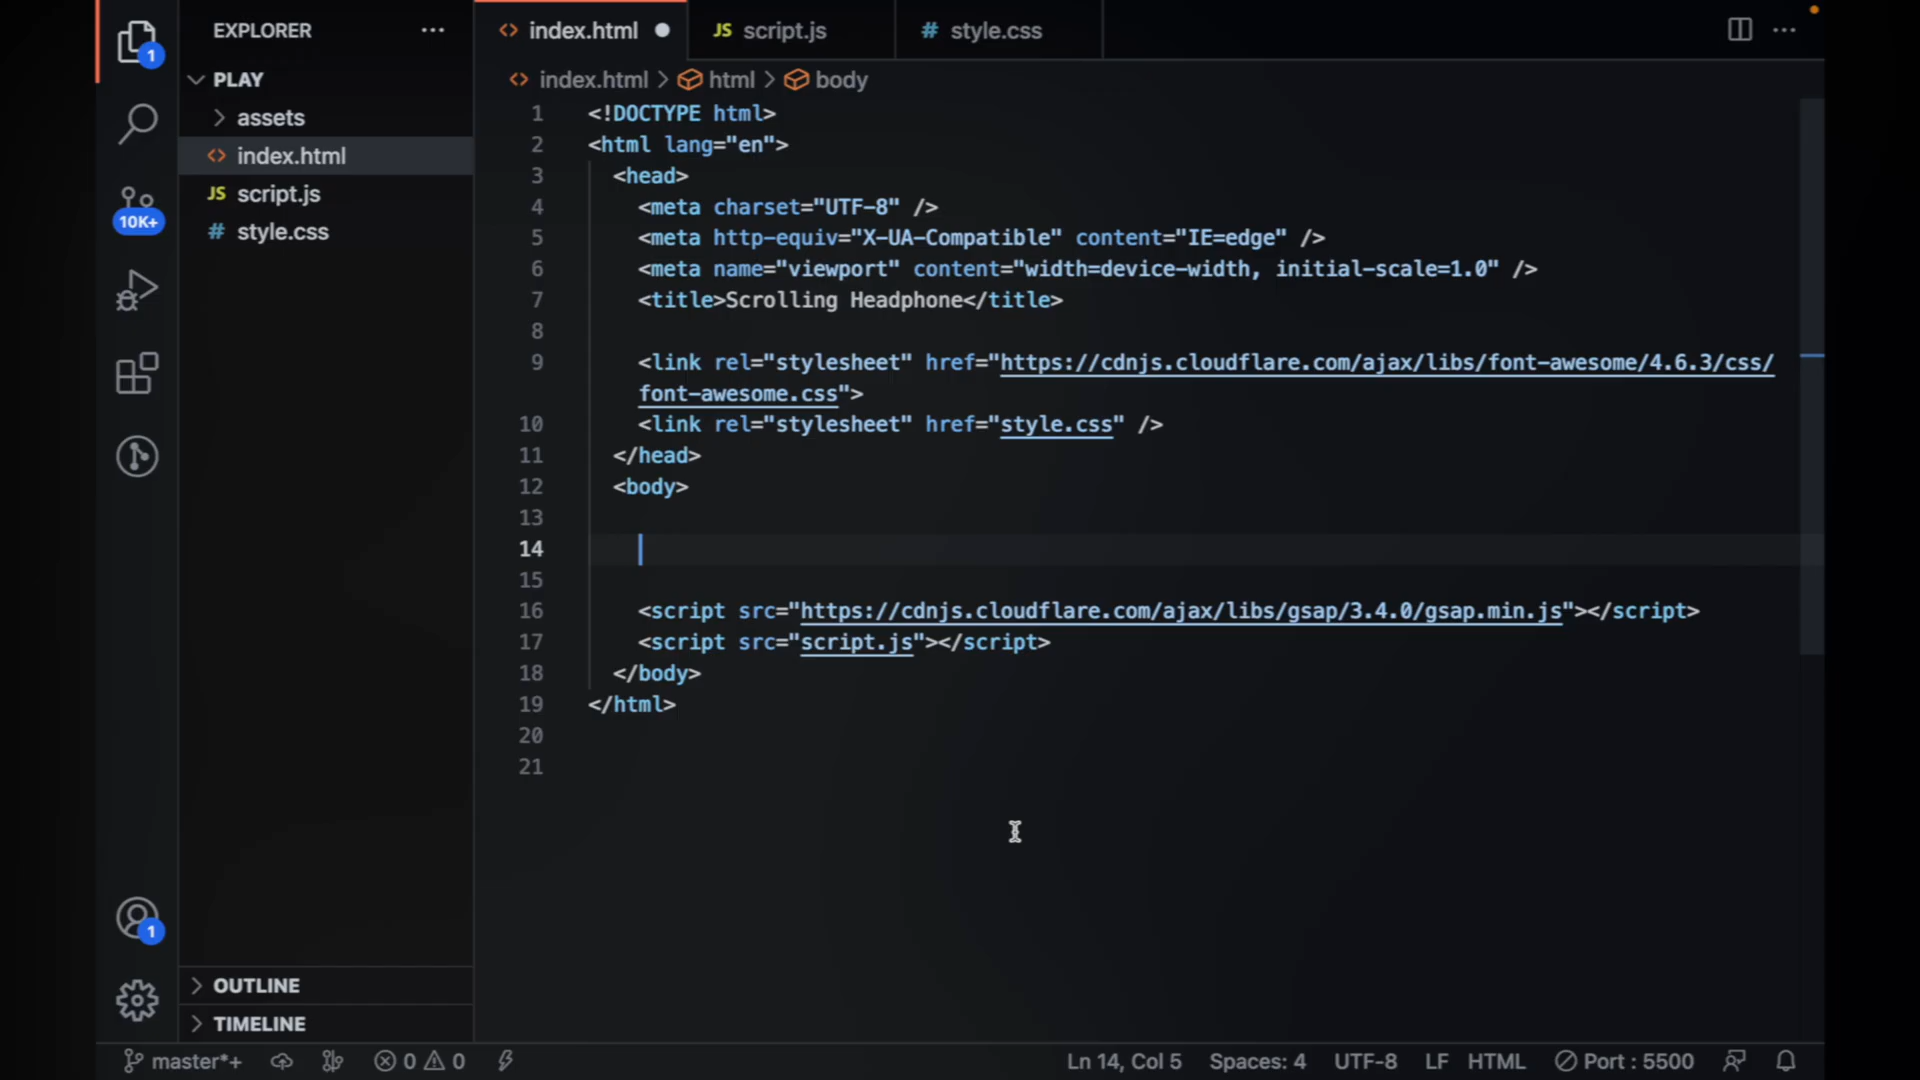 EXPLORER ...
PLAY
assets
index.html
JS script.js
# style.css
OUTLINE
TIMELINE
1
10K+
1
<> index.html JS script.js # style.css
<> index.html > html > body
1 <!DOCTYPE html>
2 <html lang="en">
3 <head>
4 <meta charset="UTF-8" />
5 <meta http-equiv="X-UA-Compatible" content="IE=edge" />
6 <meta name="viewport" content="width=device-width, initial-scale=1.0" />
7 <title>Scrolling Headphone</title>
8
9 <link rel="stylesheet" href="https://cdnjs.cloudflare.com/ajax/libs/font-awesome/4.6.3/css/
font-awesome.css">
10 <link rel="stylesheet" href="style.css" />
11 </head>
12 <body>
13
14
15
16 <script src="https://cdnjs.cloudflare.com/ajax/libs/gsap/3.4.0/gsap.min.js"></script>
17 <script src="script.js"></script>
18 </body>
19 </html>
20
21
master*+ 0 0 Ln 14, Col 5 Spaces: 4 UTF-8 LF HTML Port : 5500